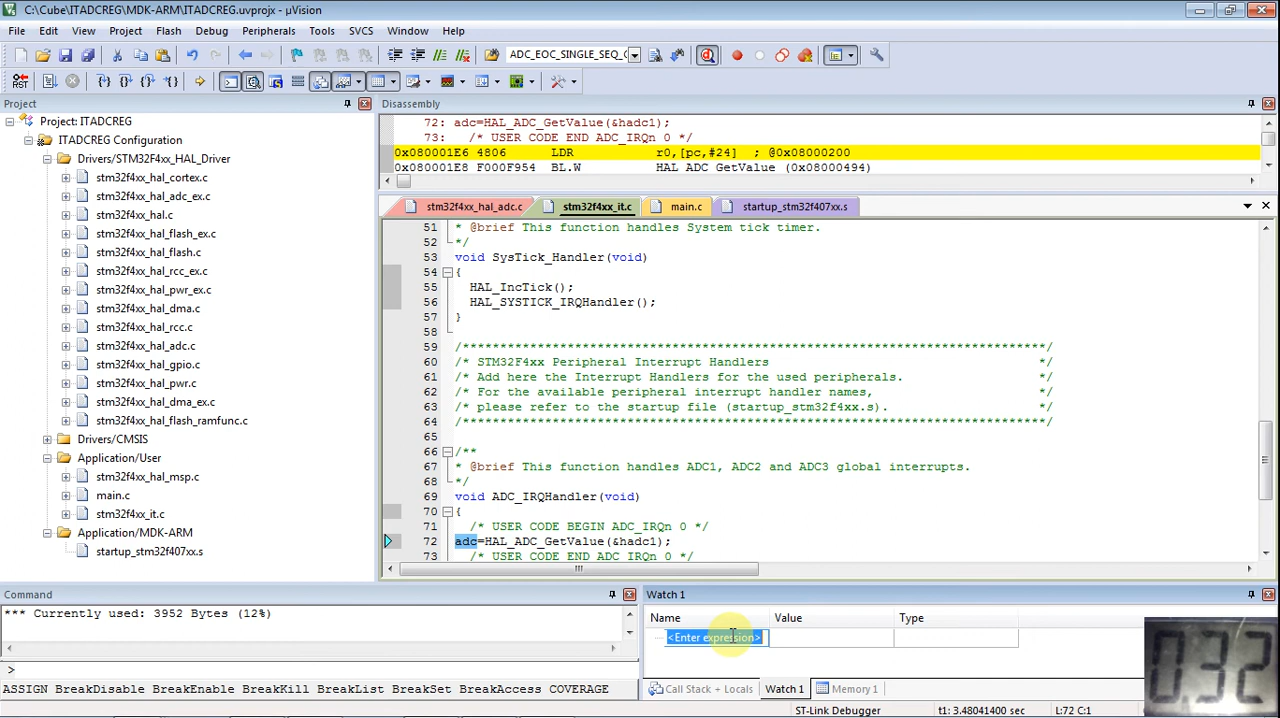 C:\Cube\ITADCREG\MDK-ARM\ITADCREG.uvprojx - µVision
File Edit View Project Flash Debug Peripherals Tools SVCS Window Help
ADC_EOC_SINGLE_SEQ_C
RST
Project
Project: ITADCREG
ITADCREG Configuration
Drivers/STM32F4xx_HAL_Driver
stm32f4xx_hal_cortex.c
stm32f4xx_hal_adc_ex.c
stm32f4xx_hal.c
stm32f4xx_hal_flash_ex.c
stm32f4xx_hal_flash.c
stm32f4xx_hal_rcc_ex.c
stm32f4xx_hal_pwr_ex.c
stm32f4xx_hal_dma.c
stm32f4xx_hal_rcc.c
stm32f4xx_hal_adc.c
stm32f4xx_hal_gpio.c
stm32f4xx_hal_pwr.c
stm32f4xx_hal_dma_ex.c
stm32f4xx_hal_flash_ramfunc.c
Drivers/CMSIS
Application/User
stm32f4xx_hal_msp.c
main.c
stm32f4xx_it.c
Application/MDK-ARM
startup_stm32f407xx.s
Disassembly
72: adc=HAL_ADC_GetValue(&hadc1);
73: /* USER CODE END ADC_IRQn 0 */
0x080001E6 4806 LDR r0,[pc,#24] ; @0x08000200
0x080001E8 F000F954 BL.W HAL_ADC_GetValue (0x08000494)
stm32f4xx_hal_adc.c stm32f4xx_it.c main.c startup_stm32f407xx.s
51 * @brief This function handles System tick timer.
52 */
53 void SysTick_Handler(void)
54 {
55 HAL_IncTick();
56 HAL_SYSTICK_IRQHandler();
57 }
58
59 /******************************************************************************/
60 /* STM32F4xx Peripheral Interrupt Handlers */
61 /* Add here the Interrupt Handlers for the used peripherals. */
62 /* For the available peripheral interrupt handler names, */
63 /* please refer to the startup file (startup_stm32f4xx.s). */
64 /******************************************************************************/
65
66 /**
67 * @brief This function handles ADC1, ADC2 and ADC3 global interrupts.
68 */
69 void ADC_IRQHandler(void)
70 {
71 /* USER CODE BEGIN ADC_IRQn 0 */
72 adc=HAL_ADC_GetValue(&hadc1);
73 /* USER CODE END ADC_IRQn 0 */
Command
*** Currently used: 3952 Bytes (12%)
>
ASSIGN BreakDisable BreakEnable BreakKill BreakList BreakSet BreakAccess COVERAGE
Watch 1
Name Value Type
<Enter expression>
Call Stack + Locals Watch 1 Memory 1
ST-Link Debugger t1: 3.48041400 sec L:72 C:1
0.32